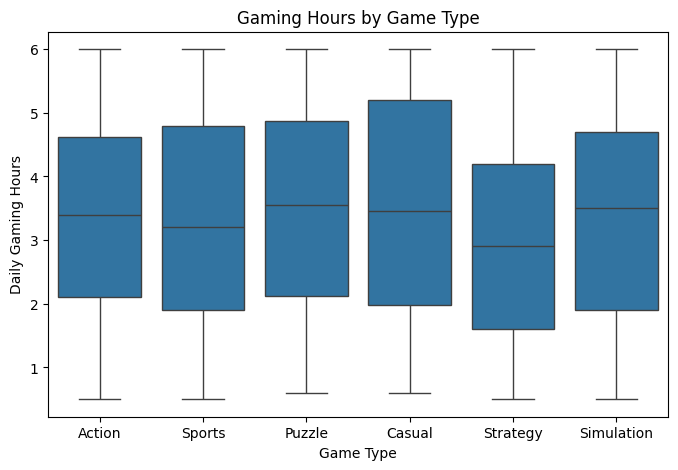 Gaming Hours by Game Type
Daily Gaming Hours
6
5
4
3
2
1
Action Sports Puzzle Casual Strategy Simulation
Game Type